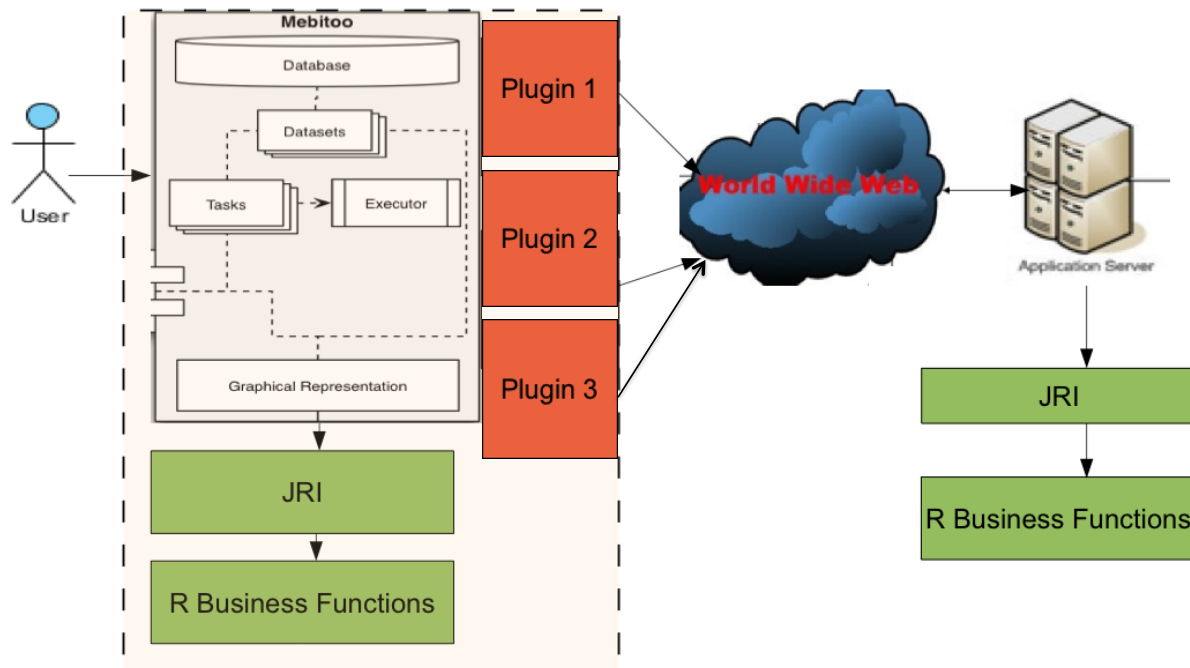 Mebitoo
Database
Datasets
Tasks
Executor
Graphical Representation
User
Plugin 1
Plugin 2
Plugin 3
World Wide Web
Application Server
JRI
R Business Functions
JRI
R Business Functions